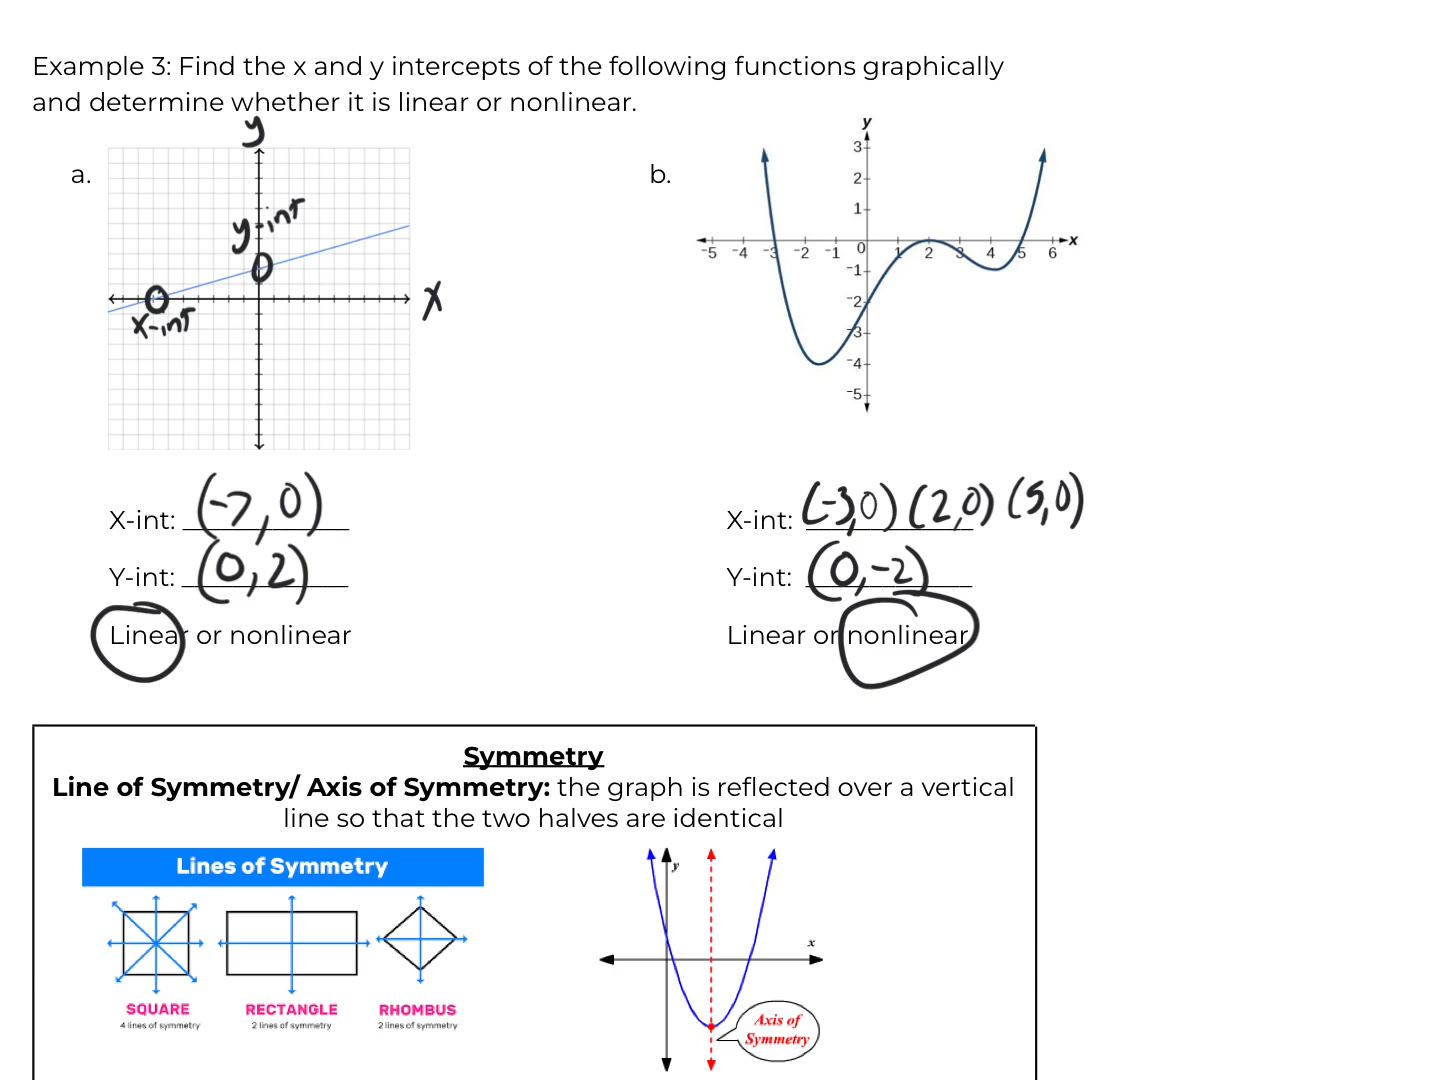 Example 3: Find the x and y intercepts of the following functions graphically
and determine whether it is linear or nonlinear.
a.
y
y-int
x-int
X
b.
y
3
2
1
-5 -4 -3 -2 -1 0 1 2 3 4 5 6 x
-1
-2
-3
-4
-5
X-int: (-7,0)
Y-int: (0,2)
Linear or nonlinear
X-int: (-3,0) (2,0) (5,0)
Y-int: (0,-2)
Linear or nonlinear
Symmetry
Line of Symmetry/ Axis of Symmetry: the graph is reflected over a vertical
line so that the two halves are identical
Lines of Symmetry
SQUARE
4 lines of symmetry
RECTANGLE
2 lines of symmetry
RHOMBUS
2 lines of symmetry
y
x
Axis of
Symmetry